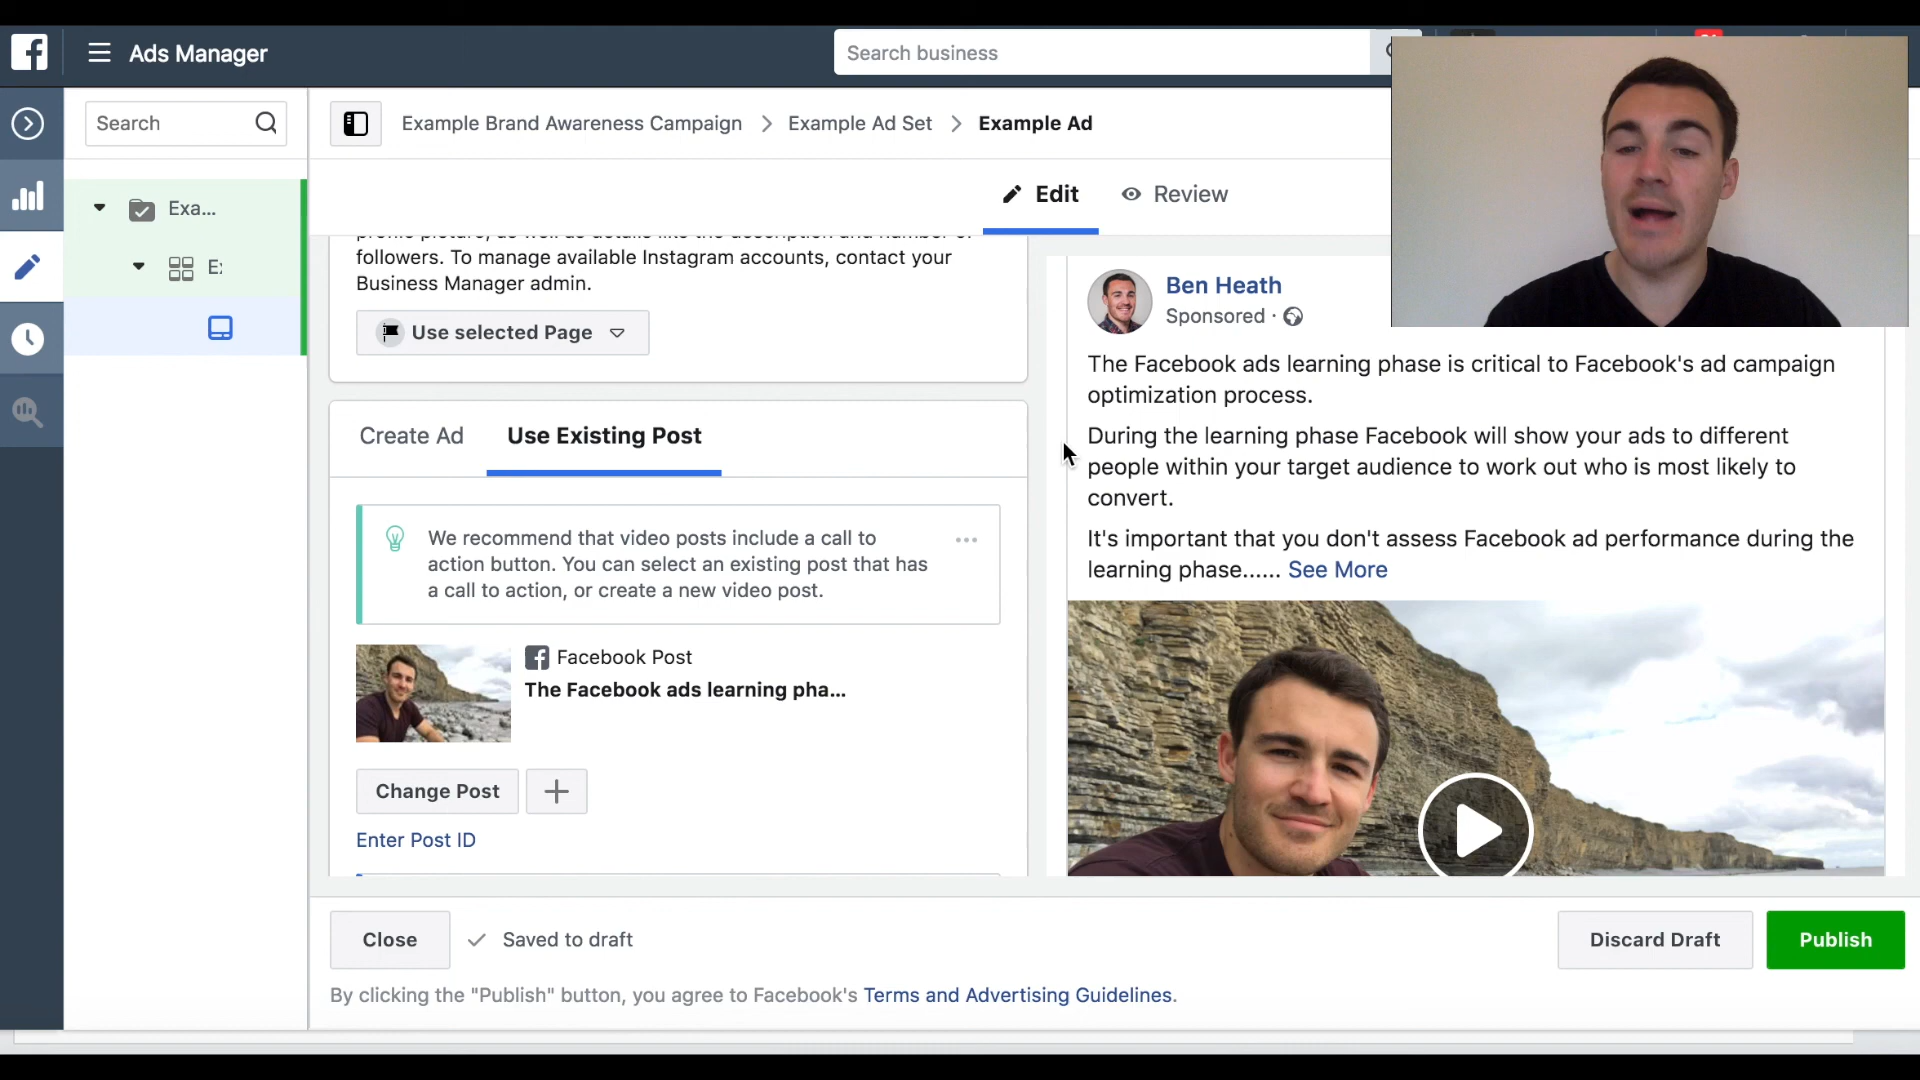 Ads Manager
Search business
Search
Example Brand Awareness Campaign > Example Ad Set > Example Ad
Edit
Review
Exa...
followers. To manage available Instagram accounts, contact your
Business Manager admin.
Use selected Page
Create Ad
Use Existing Post
We recommend that video posts include a call to
action button. You can select an existing post that has
a call to action, or create a new video post.
Facebook Post
The Facebook ads learning pha...
Change Post
Enter Post ID
Ben Heath
Sponsored ·
The Facebook ads learning phase is critical to Facebook's ad campaign
optimization process.
During the learning phase Facebook will show your ads to different
people within your target audience to work out who is most likely to
convert.
It's important that you don't assess Facebook ad performance during the
learning phase...... See More
Close
Saved to draft
Discard Draft
Publish
By clicking the "Publish" button, you agree to Facebook's Terms and Advertising Guidelines.